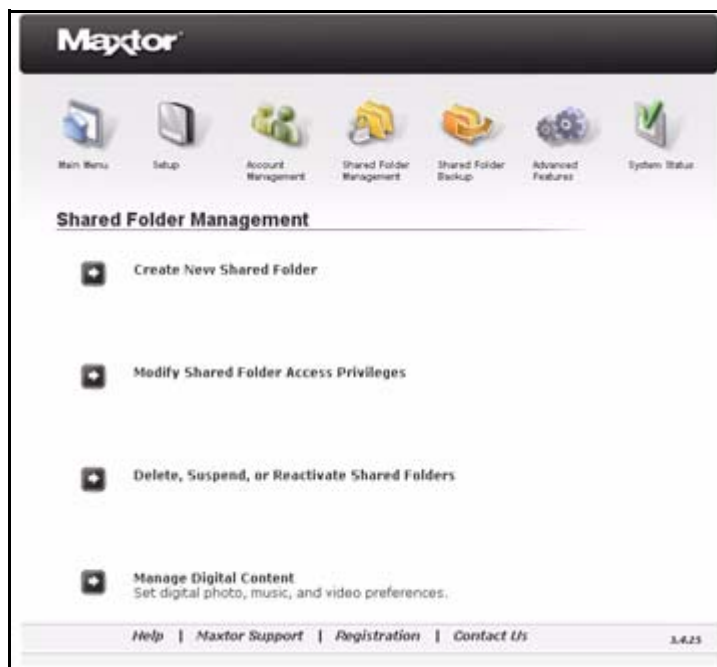 Maxtor
Main Menu
Setup
Account Management
Shared Folder Management
Shared Folder Backup
Advanced Features
System Status
Shared Folder Management
Create New Shared Folder
Modify Shared Folder Access Privileges
Delete, Suspend, or Reactivate Shared Folders
Manage Digital Content
Set digital photo, music, and video preferences.
Help | Maxtor Support | Registration | Contact Us
3.4.25